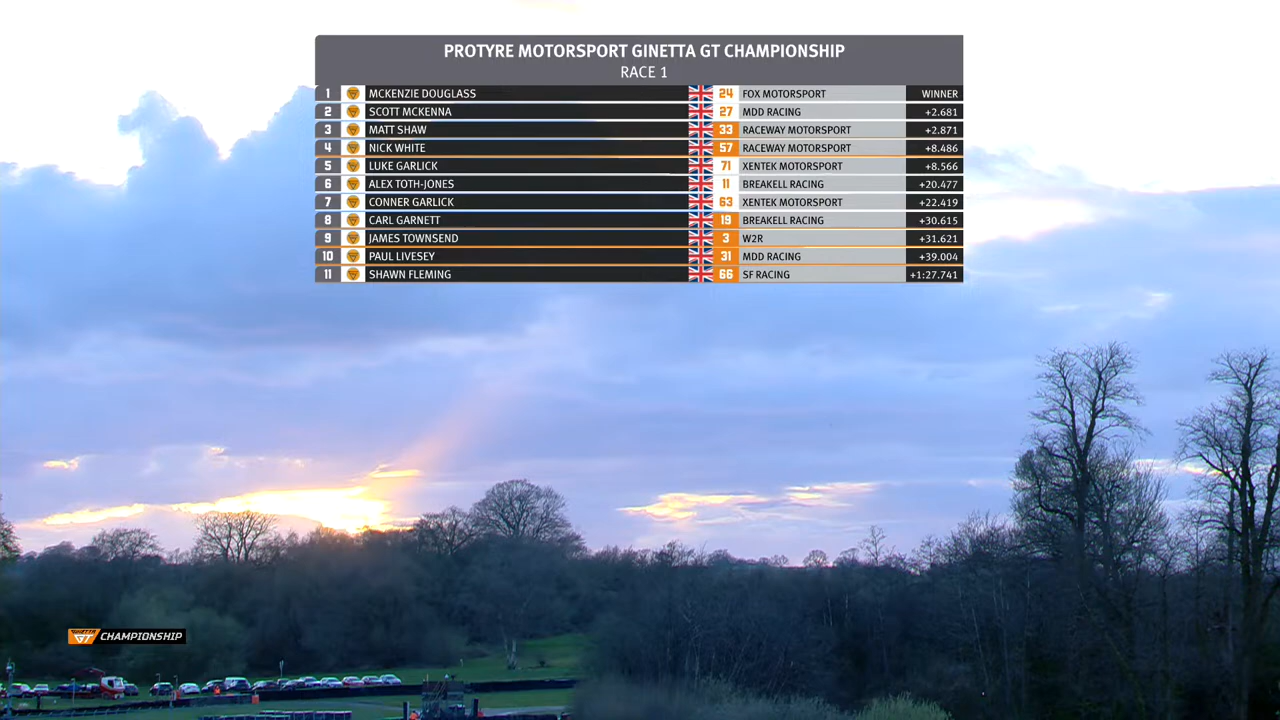 PROTYRE MOTORSPORT GINETTA GT CHAMPIONSHIP
RACE 1
1 MCKENZIE DOUGLASS 24 FOX MOTORSPORT WINNER
2 SCOTT MCKENNA 27 MDD RACING +2.681
3 MATT SHAW 33 RACEWAY MOTORSPORT +2.871
4 NICK WHITE 57 RACEWAY MOTORSPORT +8.486
5 LUKE GARLICK 71 XENTEK MOTORSPORT +8.566
6 ALEX TOTH-JONES 11 BREAKELL RACING +20.477
7 CONNER GARLICK 63 XENTEK MOTORSPORT +22.419
8 CARL GARNETT 19 BREAKELL RACING +30.615
9 JAMES TOWNSEND 3 W2R +31.621
10 PAUL LIVESEY 31 MDD RACING +39.004
11 SHAWN FLEMING 66 SF RACING +1:27.741
GINETTA
GT CHAMPIONSHIP